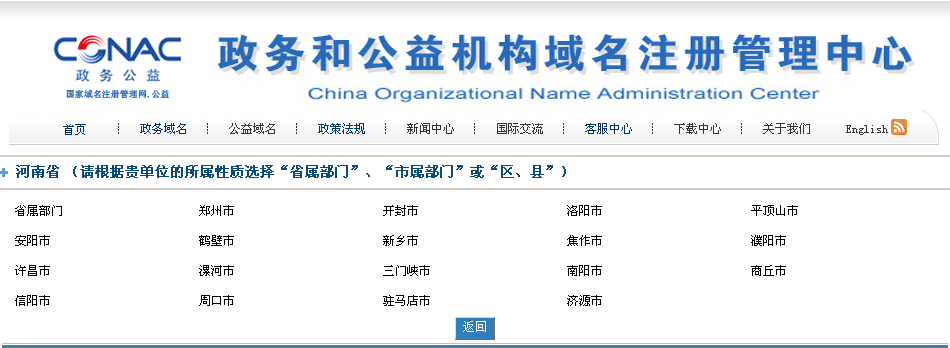 CONAC
政务公益
国家域名注册管理网.公益
政务和公益机构域名注册管理中心
China Organizational Name Administration Center
首页 政务域名 公益域名 政策法规 新闻中心 国际交流 客服中心 下载中心 关于我们 English
河南省 （请根据贵单位的所属性质选择“省属部门”、“市属部门”或“区、县”）
省属部门 郑州市 开封市 洛阳市 平顶山市
安阳市 鹤壁市 新乡市 焦作市 濮阳市
许昌市 漯河市 三门峡市 南阳市 商丘市
信阳市 周口市 驻马店市 济源市
返回